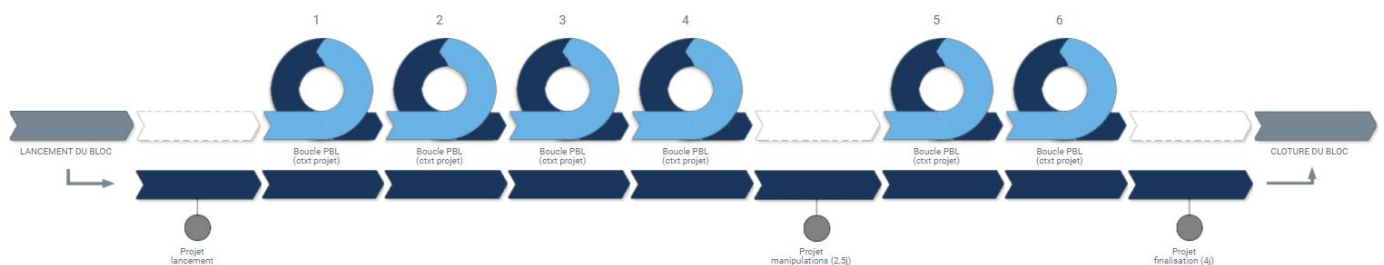 1
2
3
4
5
6
LANCEMENT DU BLOC
Boucle PBL
(ctxt projet)
Boucle PBL
(ctxt projet)
Boucle PBL
(ctxt projet)
Boucle PBL
(ctxt projet)
Boucle PBL
(ctxt projet)
Boucle PBL
(ctxt projet)
CLOTURE DU BLOC
Projet
lancement
Projet
manipulations (2,5j)
Projet
finalisation (4j)